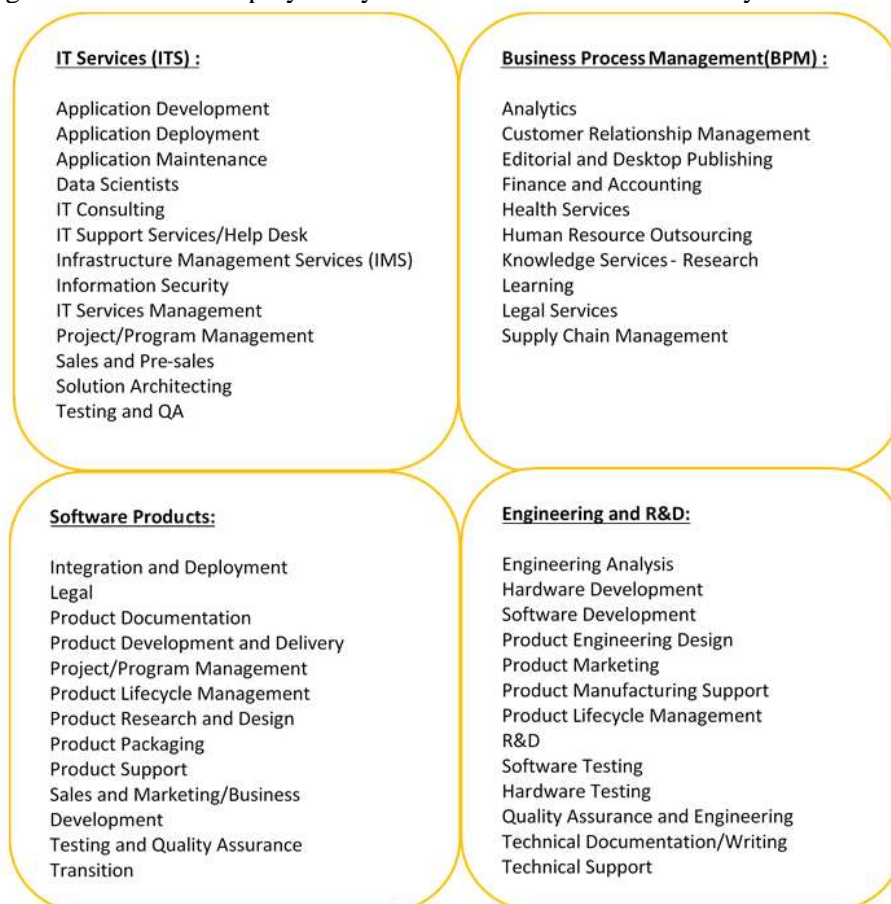 IT Services (ITS) :
Application Development
Application Deployment
Application Maintenance
Data Scientists
IT Consulting
IT Support Services/Help Desk
Infrastructure Management Services (IMS)
Information Security
IT Services Management
Project/Program Management
Sales and Pre-sales
Solution Architecting
Testing and QA
Business Process Management(BPM) :
Analytics
Customer Relationship Management
Editorial and Desktop Publishing
Finance and Accounting
Health Services
Human Resource Outsourcing
Knowledge Services - Research
Learning
Legal Services
Supply Chain Management
Software Products:
Integration and Deployment
Legal
Product Documentation
Product Development and Delivery
Project/Program Management
Product Lifecycle Management
Product Research and Design
Product Packaging
Product Support
Sales and Marketing/Business
Development
Testing and Quality Assurance
Transition
Engineering and R&D:
Engineering Analysis
Hardware Development
Software Development
Product Engineering Design
Product Marketing
Product Manufacturing Support
Product Lifecycle Management
R&D
Software Testing
Hardware Testing
Quality Assurance and Engineering
Technical Documentation/Writing
Technical Support